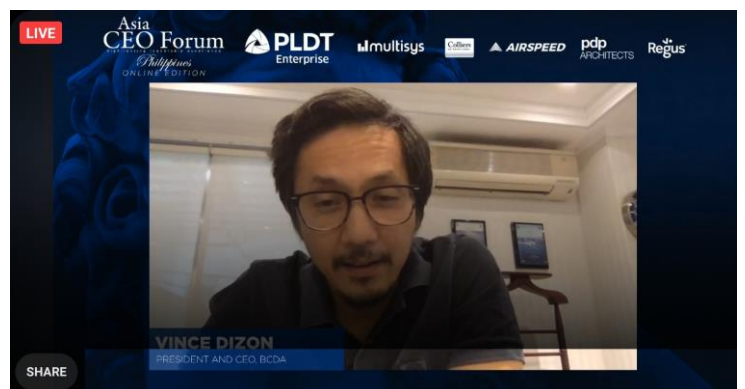 LIVE
Asia
CEO Forum
Philippines
ONLINE EDITION
PLDT
Enterprise
multisys
Colliers
AIRSPEED
pdp
ARCHITECTS
Regus
VINCE DIZON
PRESIDENT AND CEO, BCDA
SHARE